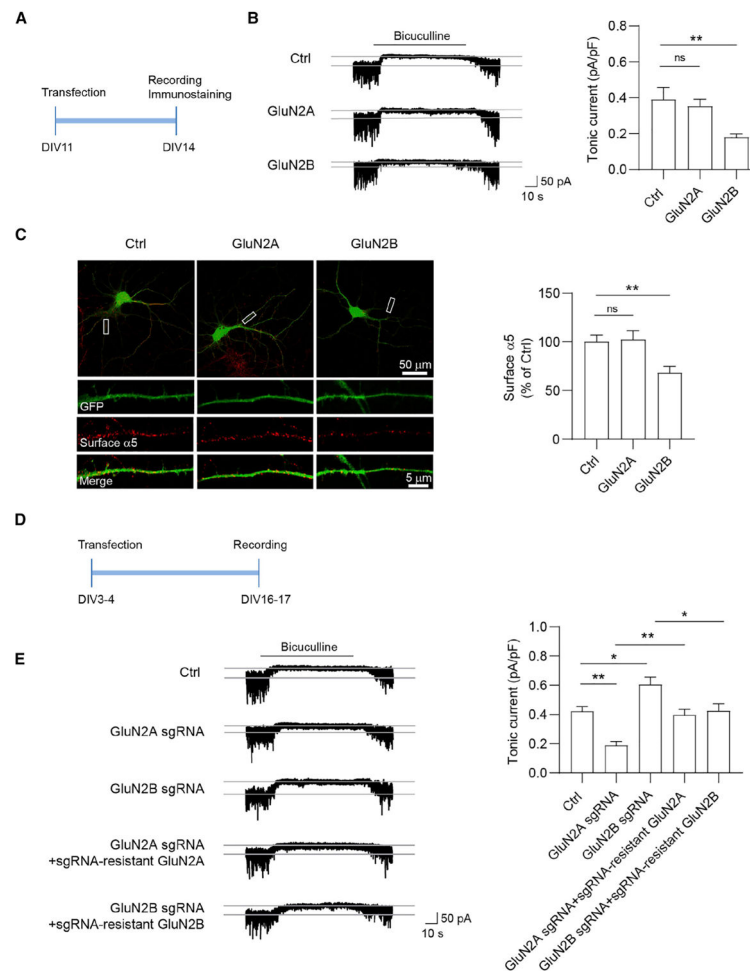 A
Transfection
Recording
Immunostaining
DIV11
DIV14
B
Bicuculline
Ctrl
GluN2A
GluN2B
50 pA
10 s
Tonic current (pA/pF)
0.8
0.6
0.4
0.2
0.0
**
ns
Ctrl
GluN2A
GluN2B
C
Ctrl
GluN2A
GluN2B
50 μm
GFP
Surface α5
Merge
5 μm
Surface α5
(% of Ctrl)
150
100
50
0
**
ns
Ctrl
GluN2A
GluN2B
D
Transfection
Recording
DIV3-4
DIV16-17
E
Bicuculline
Ctrl
GluN2A sgRNA
GluN2B sgRNA
GluN2A sgRNA
+sgRNA-resistant GluN2A
GluN2B sgRNA
+sgRNA-resistant GluN2B
50 pA
10 s
Tonic current (pA/pF)
1.0
0.8
0.6
0.4
0.2
0.0
*
**
*
**
Ctrl
GluN2A sgRNA
GluN2B sgRNA
GluN2A sgRNA+sgRNA-resistant GluN2A
GluN2B sgRNA+sgRNA-resistant GluN2B